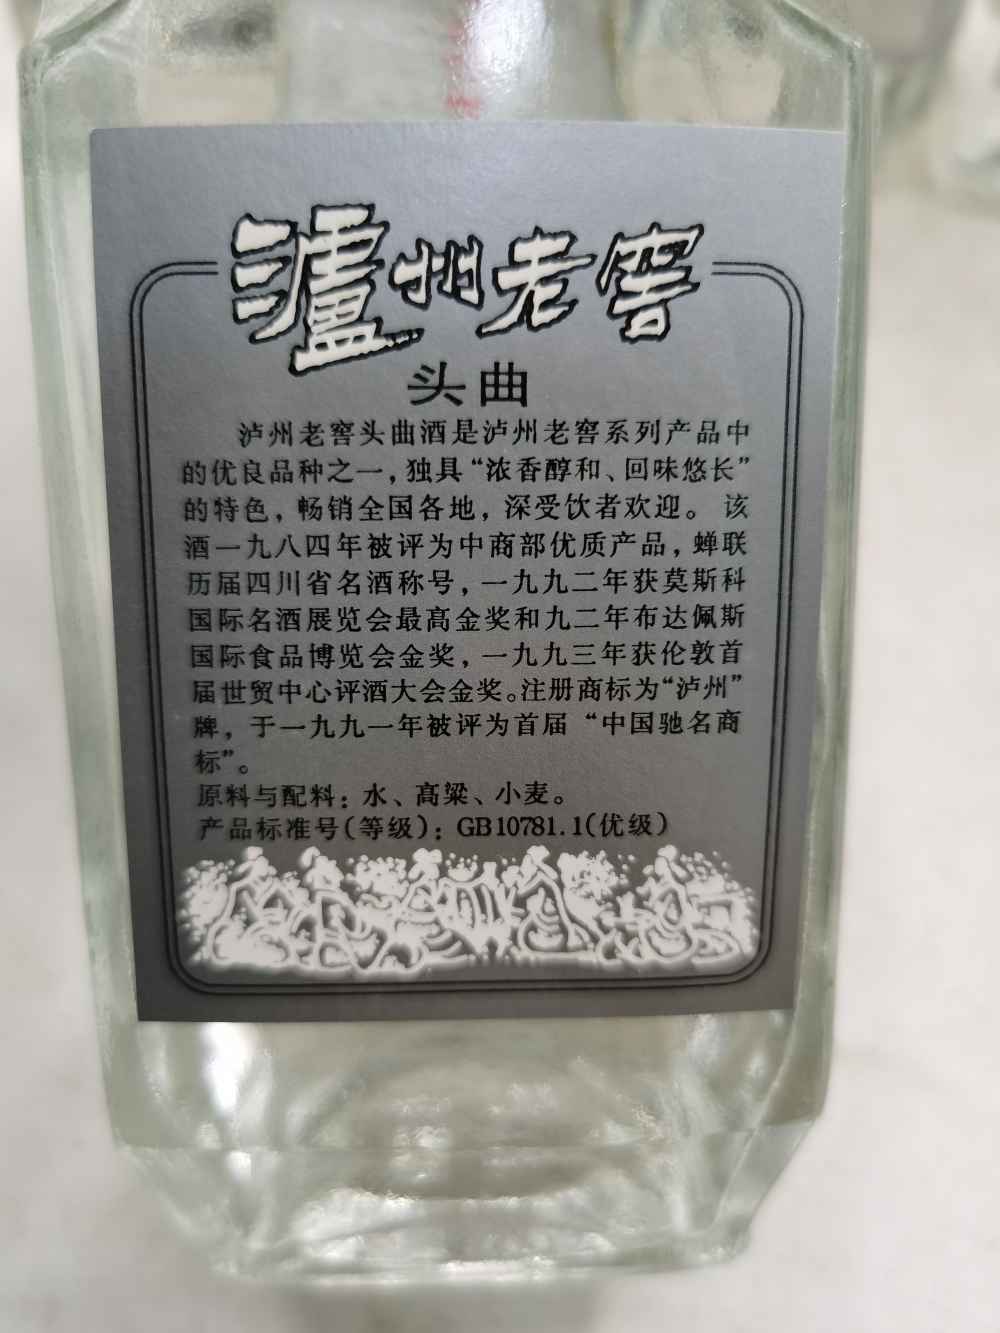 泸州老窖
头曲
泸州老窖头曲酒是泸州老窖系列产品中
的优良品种之一，独具“浓香醇和、回味悠长”
的特色，畅销全国各地，深受饮者欢迎。该
酒一九八四年被评为中商部优质产品，蝉联
历届四川省名酒称号，一九九二年获莫斯科
国际名酒展览会最高金奖和九二年布达佩斯
国际食品博览会金奖，一九九三年获伦敦首
届世贸中心评酒大会金奖。注册商标为“泸州”
牌，于一九九一年被评为首届“中国驰名商
标”。
原料与配料：水、高粱、小麦。
产品标准号（等级）：GB10781.1（优级）